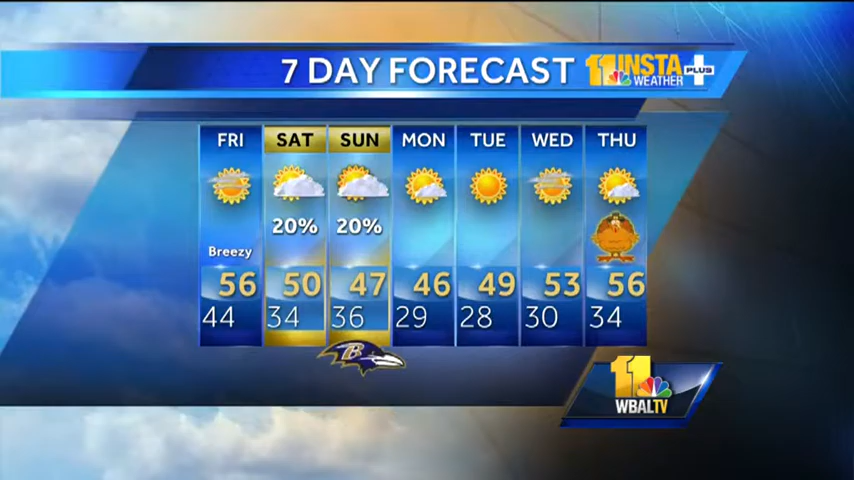 7 DAY FORECAST 11 INSTA WEATHER PLUS
FRI SAT SUN MON TUE WED THU
20% 20%
Breezy
56 50 47 46 49 53 56
44 34 36 29 28 30 34
B
11
WBALTV